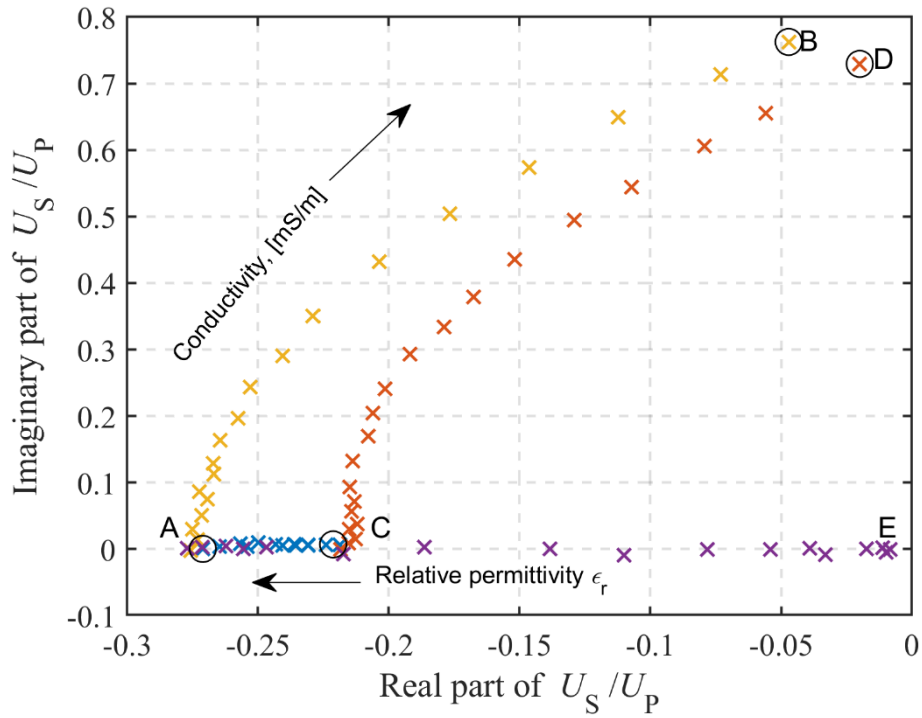 0.8
0.7
0.6
0.5
0.4
0.3
0.2
0.1
0
-0.1
Imaginary part of U_S/U_P
B
D
Conductivity, [mS/m]
A
C
E
Relative permittivity ϵ_r
-0.3
-0.25
-0.2
-0.15
-0.1
-0.05
0
Real part of U_S/U_P